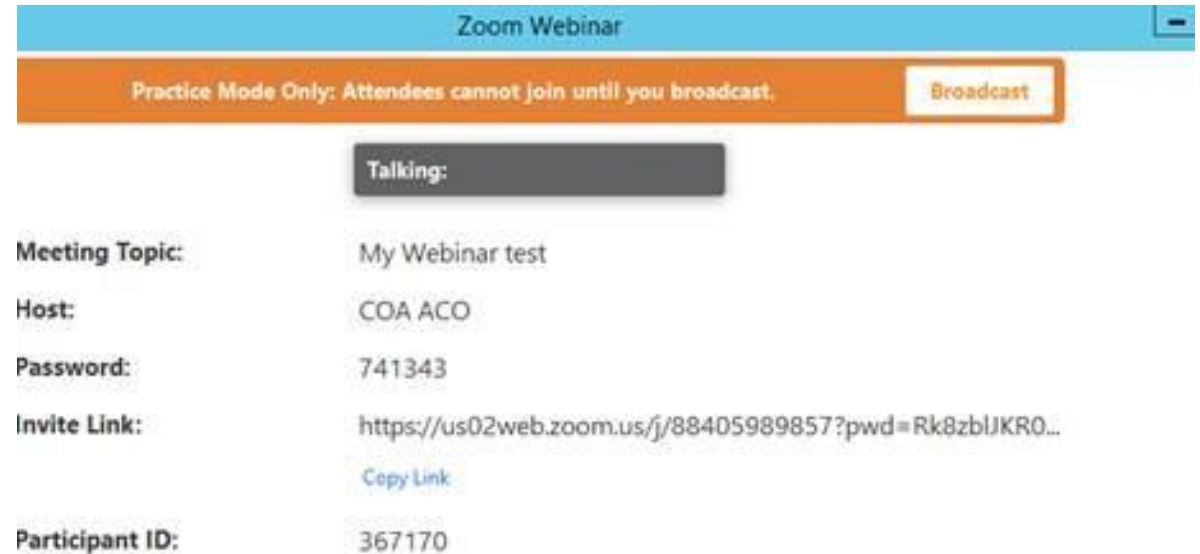 Zoom Webinar
Practice Mode Only: Attendees cannot join until you broadcast. Broadcast
Talking:
Meeting Topic: My Webinar test
Host: COA ACO
Password: 741343
Invite Link: https://us02web.zoom.us/j/88405989857?pwd=Rk8zblJKR0...
Copy Link
Participant ID: 367170